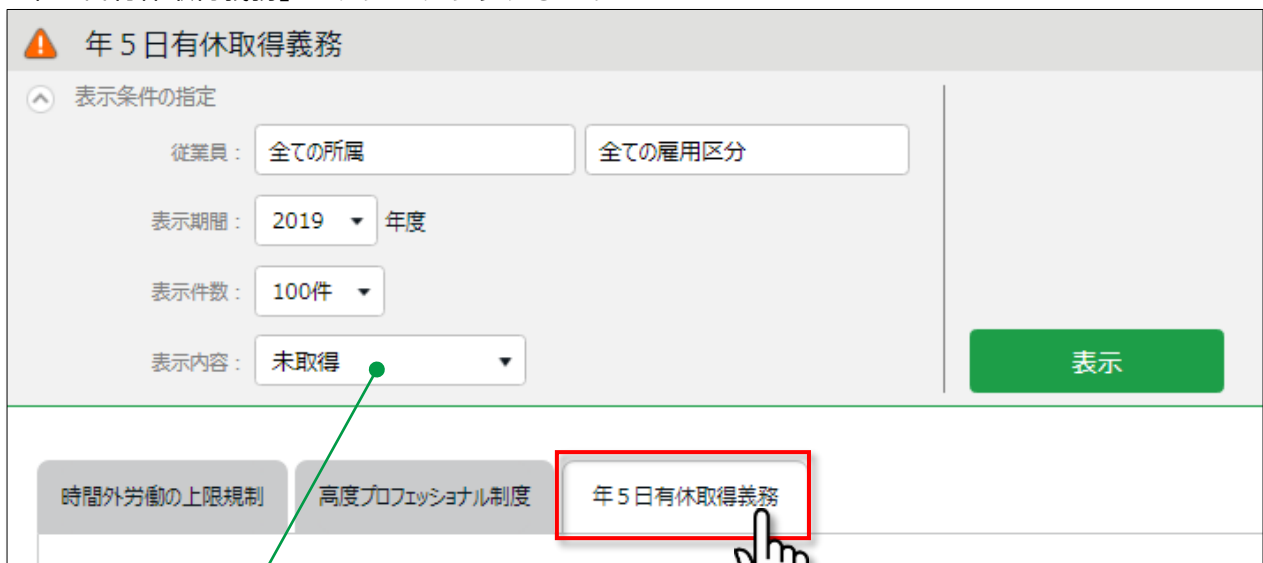 年５日有休取得義務
表示条件の指定
従業員： 全ての所属 全ての雇用区分
表示期間： 2019 年度
表示件数： 100件
表示内容： 未取得
表示
時間外労働の上限規制 高度プロフェッショナル制度 年５日有休取得義務